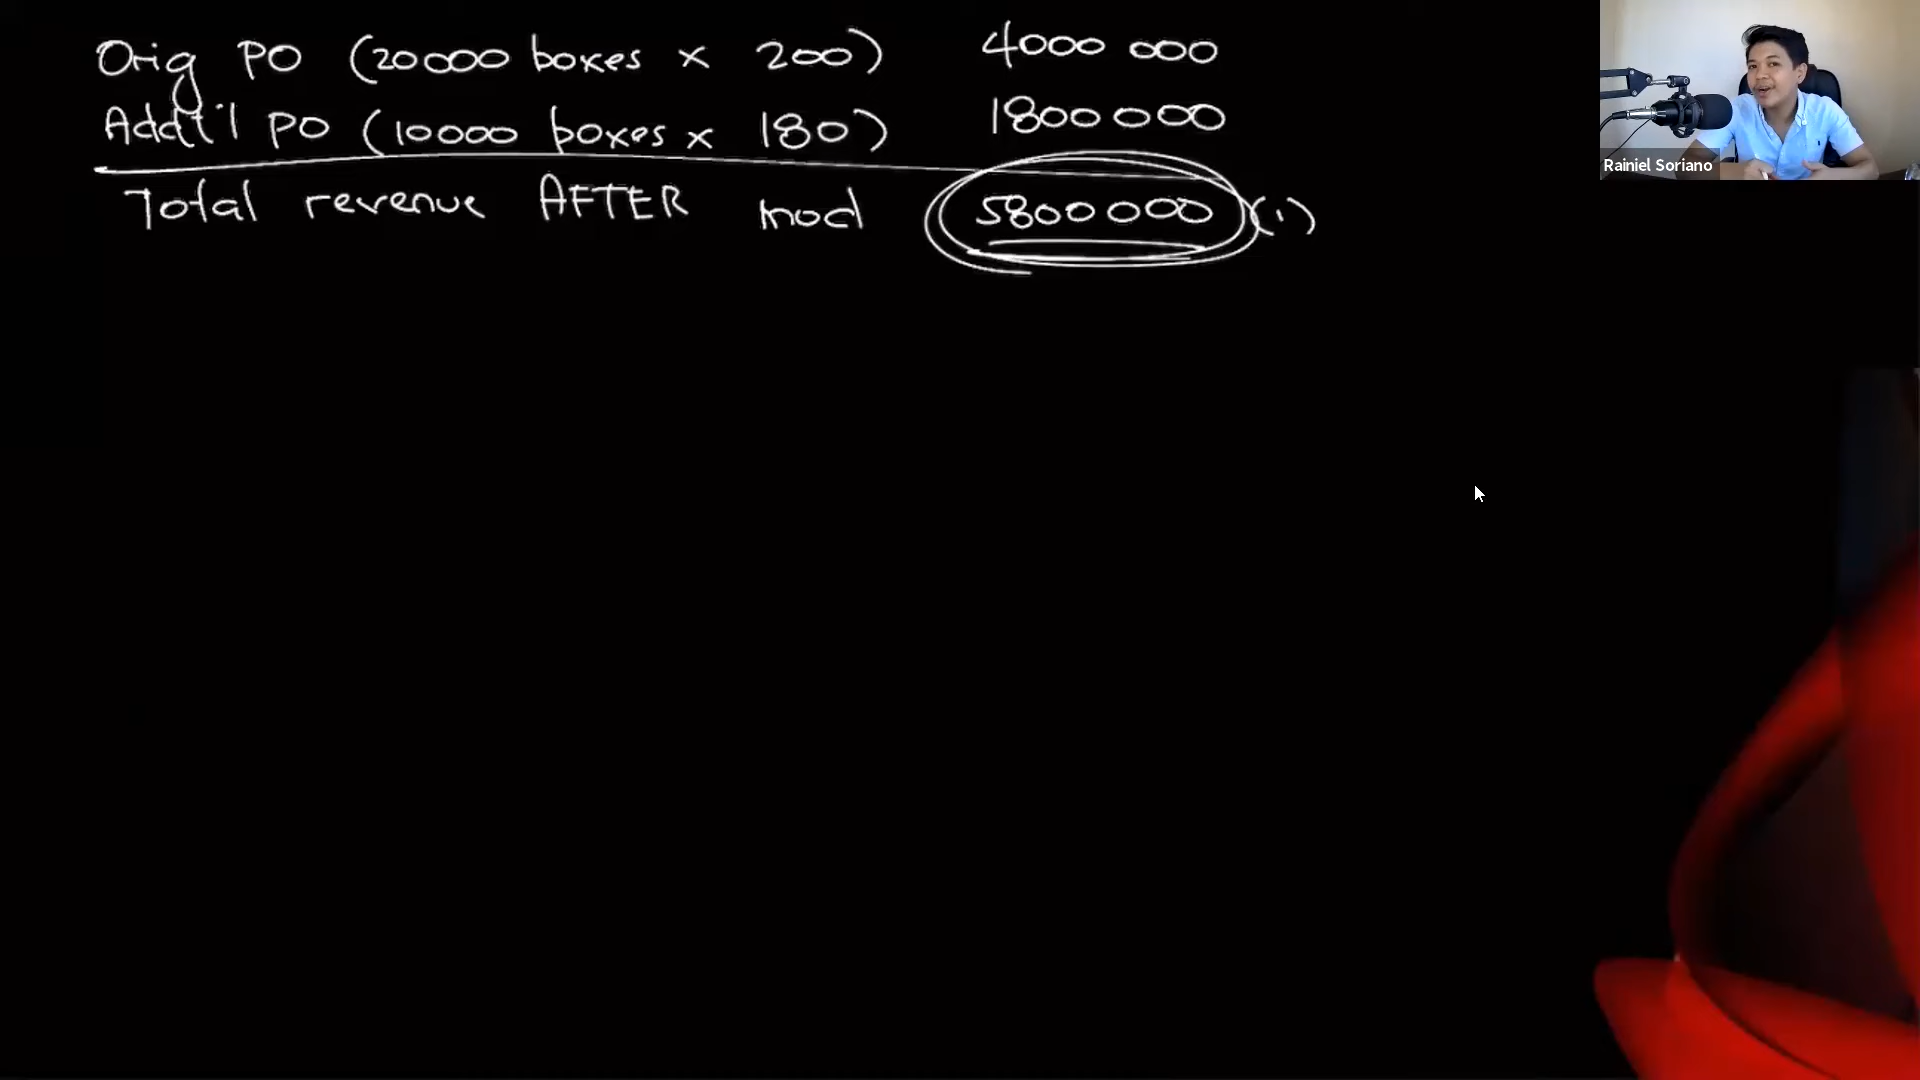 Orig PO (20000 boxes x 200) 4000 000
Addt'l PO (10000 boxes x 180) 1800 000
Total revenue AFTER mod 5800 000 (1)
Rainiel Soriano